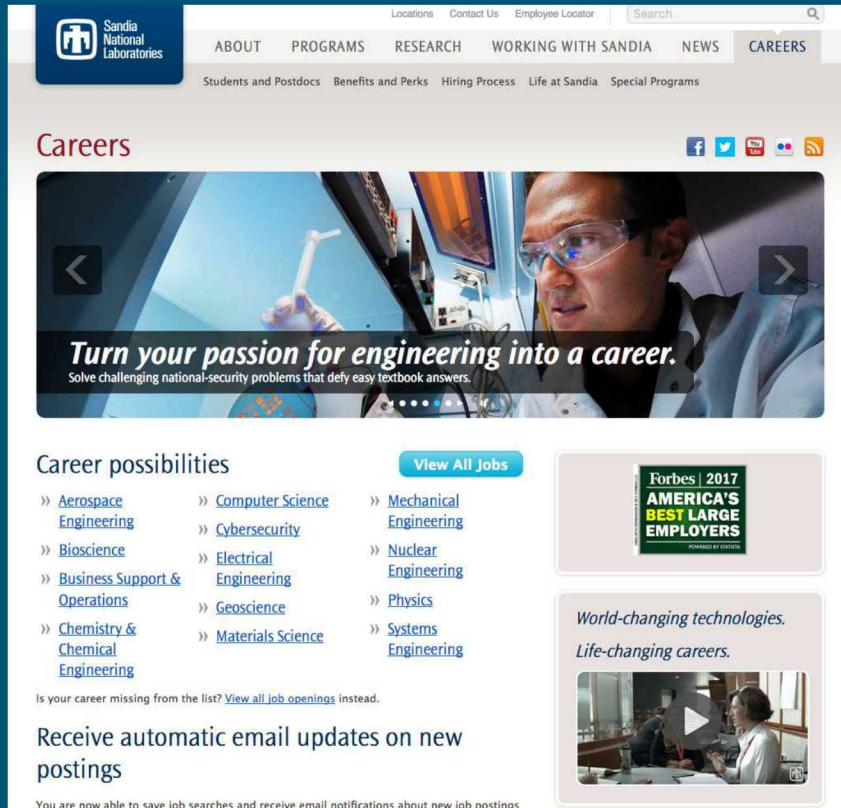 Locations Contact Us Employee Locator Search
Sandia
National
Laboratories
ABOUT PROGRAMS RESEARCH WORKING WITH SANDIA NEWS CAREERS
Students and Postdocs Benefits and Perks Hiring Process Life at Sandia Special Programs
Careers
You
Tube
Turn your passion for engineering into a career.
Solve challenging national-security problems that defy easy textbook answers.
Career possibilities
View All Jobs
» Aerospace
Engineering
» Bioscience
» Business Support &
Operations
» Chemistry &
Chemical
Engineering
» Computer Science
» Cybersecurity
» Electrical
Engineering
» Geoscience
» Materials Science
» Mechanical
Engineering
» Nuclear
Engineering
» Physics
» Systems
Engineering
Is your career missing from the list? View all job openings instead.
Receive automatic email updates on new
postings
You are now able to save job searches and receive email notifications about new job postings
Forbes | 2017
AMERICA'S
BEST LARGE
EMPLOYERS
POWERED BY STATISTA
World-changing technologies.
Life-changing careers.